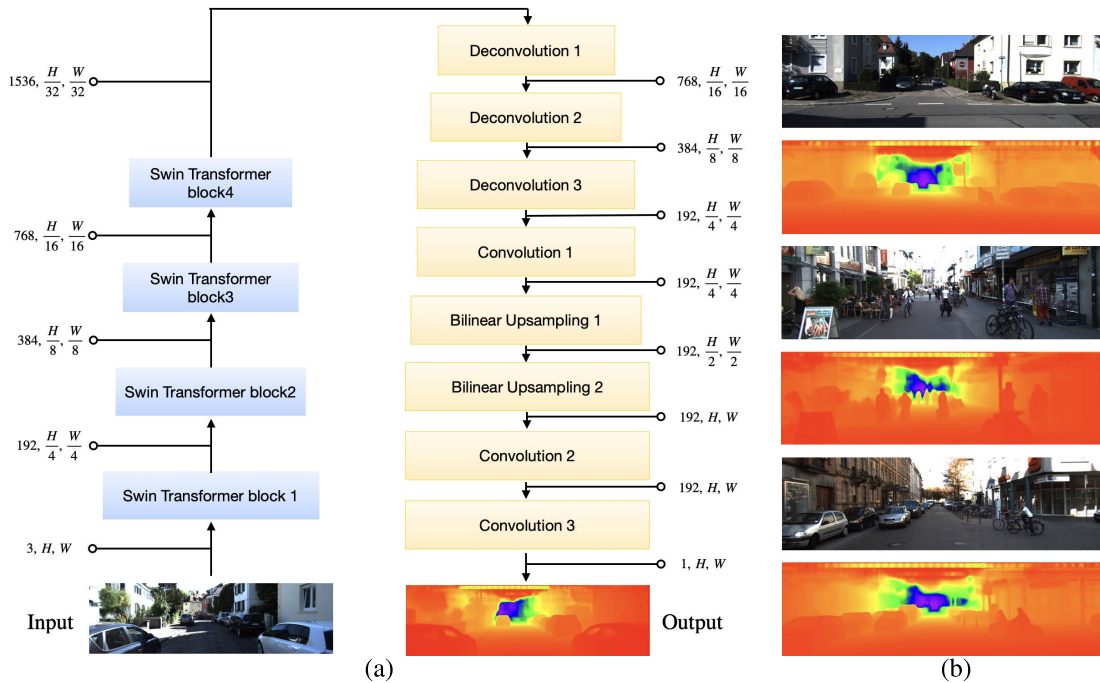 1536, H/32, W/32
Swin Transformer
block4
768, H/16, W/16
Swin Transformer
block3
384, H/8, W/8
Swin Transformer block2
192, H/4, W/4
Swin Transformer block 1
3, H, W
Input
Deconvolution 1
768, H/16, W/16
Deconvolution 2
384, H/8, W/8
Deconvolution 3
192, H/4, W/4
Convolution 1
192, H/4, W/4
Bilinear Upsampling 1
192, H/2, W/2
Bilinear Upsampling 2
192, H, W
Convolution 2
192, H, W
Convolution 3
1, H, W
Output
(a)
(b)